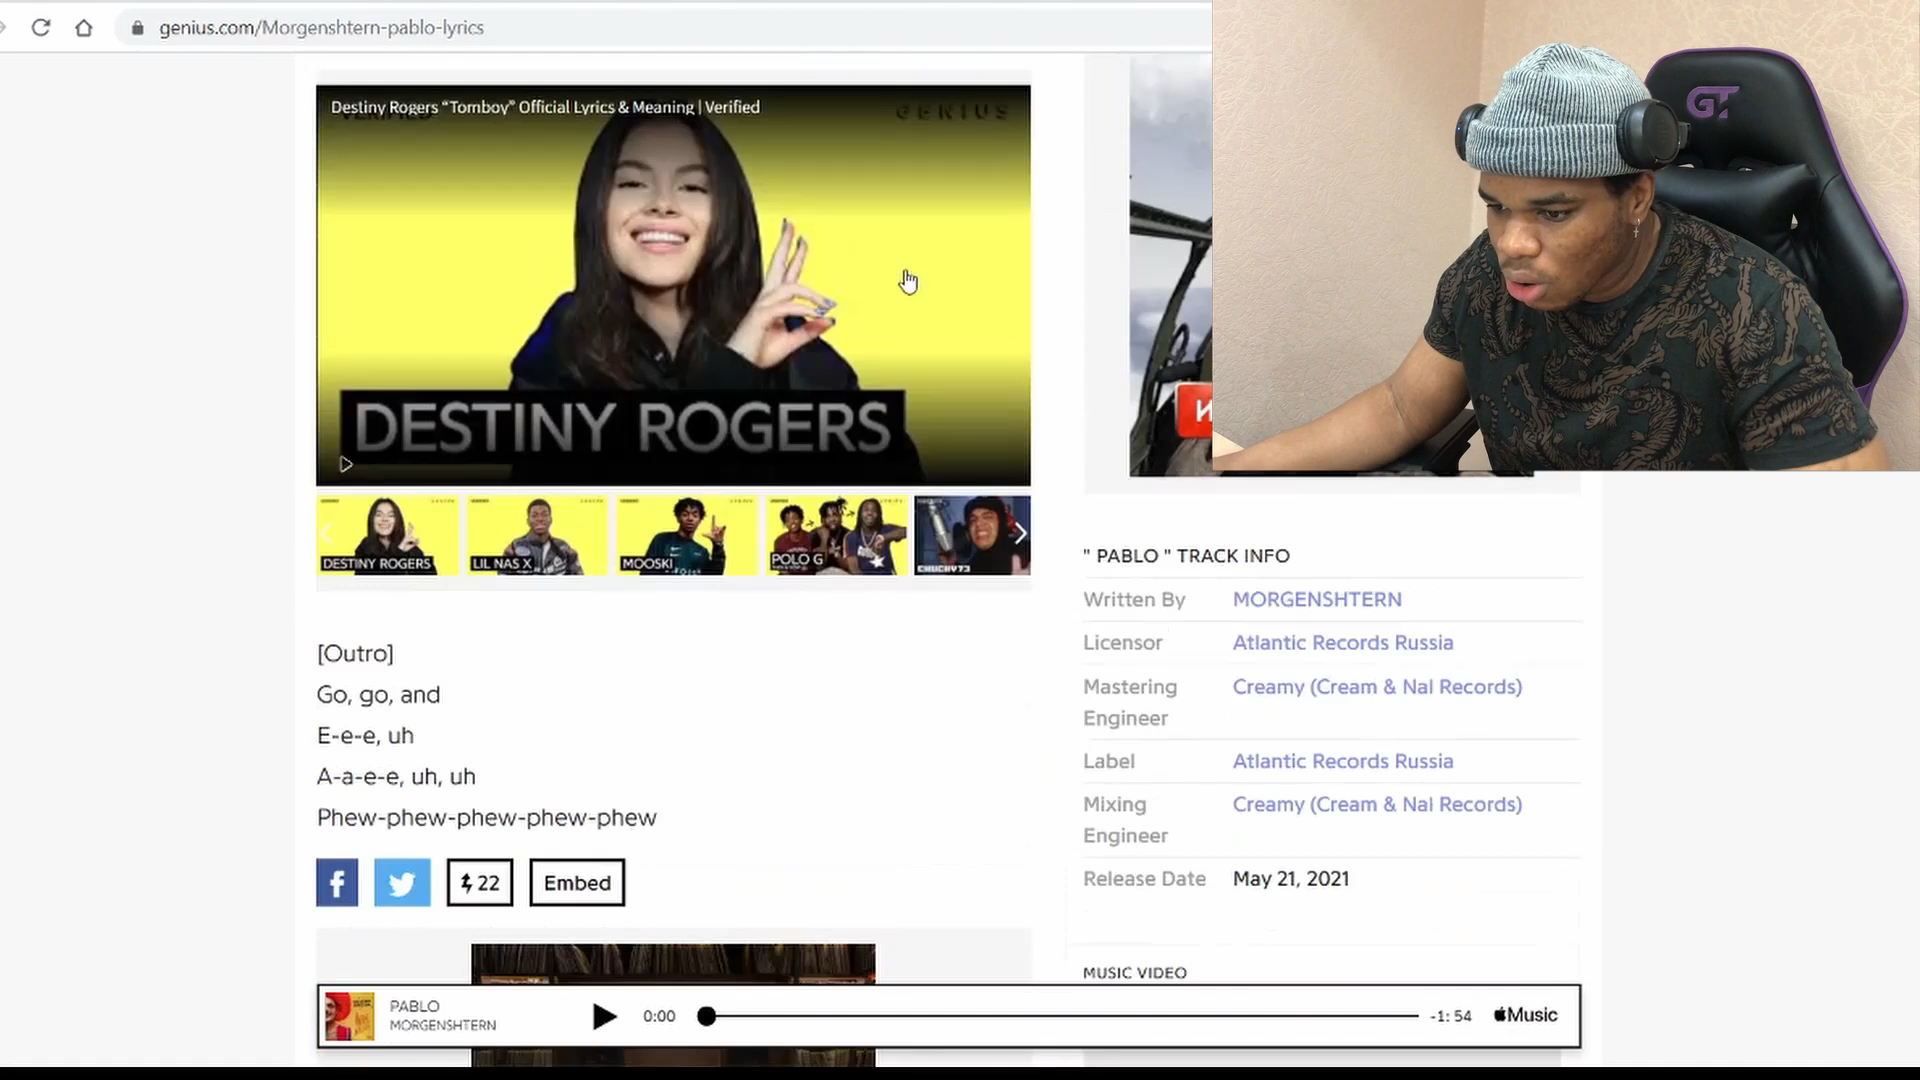 genius.com/Morgenshtern-pablo-lyrics
Destiny Rogers “Tomboy” Official Lyrics & Meaning | Verified
GENIUS
DESTINY ROGERS
DESTINY ROGERS
LIL NAS X
MOOSKI
POLO G
CHUCKY73
[Outro]
Go, go, and
E-e-e, uh
A-a-e-e, uh, uh
Phew-phew-phew-phew-phew
22
Embed
" PABLO " TRACK INFO
Written By MORGENSHTERN
Licensor Atlantic Records Russia
Mastering Engineer Creamy (Cream & Nal Records)
Label Atlantic Records Russia
Mixing Engineer Creamy (Cream & Nal Records)
Release Date May 21, 2021
MUSIC VIDEO
PABLO
MORGENSHTERN
0:00
-1:54
Music
GT